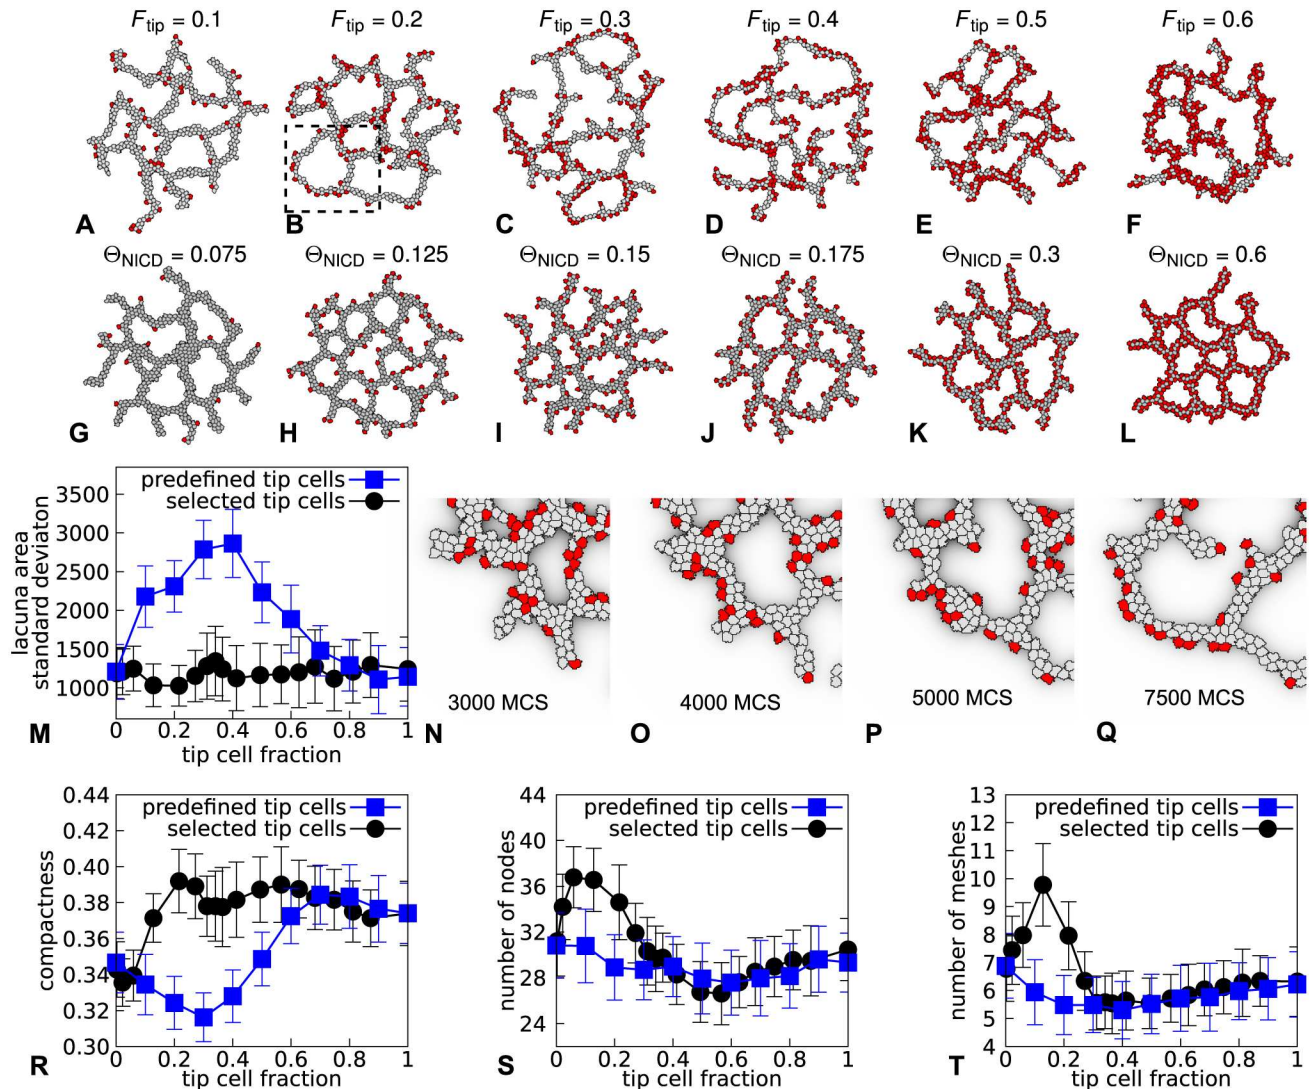 F_tip = 0.1 F_tip = 0.2 F_tip = 0.3 F_tip = 0.4 F_tip = 0.5 F_tip = 0.6
A B C D E F
Θ_NICD = 0.075 Θ_NICD = 0.125 Θ_NICD = 0.15 Θ_NICD = 0.175 Θ_NICD = 0.3 Θ_NICD = 0.6
G H I J K L
predefined tip cells
selected tip cells
lacuna area
standard deviaton
3500
3000
2500
2000
1500
1000
0 0.2 0.4 0.6 0.8 1
tip cell fraction
M
3000 MCS
N
4000 MCS
O
5000 MCS
P
7500 MCS
Q
predefined tip cells
selected tip cells
compactness
0.44
0.42
0.40
0.38
0.36
0.34
0.32
0.30
0 0.2 0.4 0.6 0.8 1
tip cell fraction
R
predefined tip cells
selected tip cells
number of nodes
44
40
36
32
28
24
0 0.2 0.4 0.6 0.8 1
tip cell fraction
S
predefined tip cells
selected tip cells
number of meshes
13
12
11
10
9
8
7
6
5
4
0 0.2 0.4 0.6 0.8 1
tip cell fraction
T